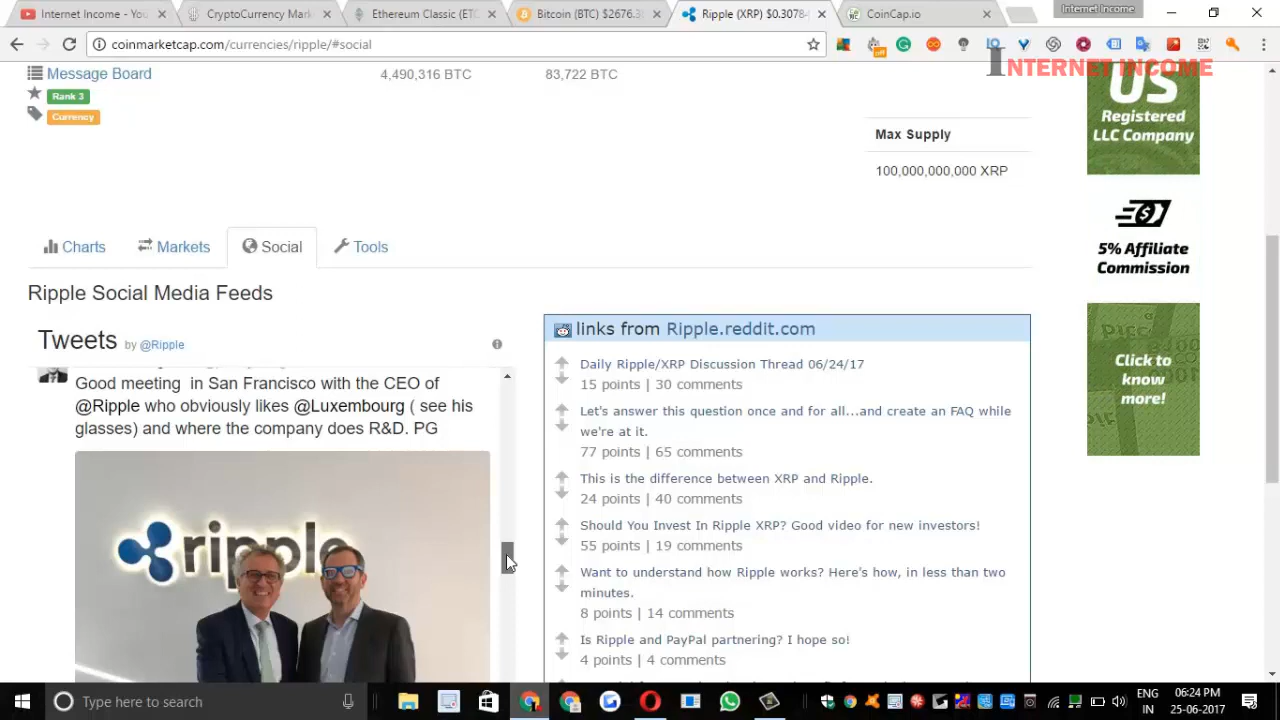 Internet Income - You
CryptoCurrency Market
Ethereum Classic (ETC
Bitcoin (BTC) $2676.3
Ripple (XRP) $0.3078
CoinCap.io
Internet Income
coinmarketcap.com/currencies/ripple/#social
INTERNET INCOME
Message Board
4,490,316 BTC
83,722 BTC
Rank 3
Currency
Max Supply
100,000,000,000 XRP
US
Registered
LLC Company
5% Affiliate
Commission
Click to
know
more!
Charts
Markets
Social
Tools
Ripple Social Media Feeds
Tweets by @Ripple
Good meeting in San Francisco with the CEO of
@Ripple who obviously likes @Luxembourg ( see his
glasses) and where the company does R&D. PG
ripple
links from Ripple.reddit.com
Daily Ripple/XRP Discussion Thread 06/24/17
15 points | 30 comments
Let's answer this question once and for all...and create an FAQ while
we're at it.
77 points | 65 comments
This is the difference between XRP and Ripple.
24 points | 40 comments
Should You Invest In Ripple XRP? Good video for new investors!
55 points | 19 comments
Want to understand how Ripple works? Here's how, in less than two
minutes.
8 points | 14 comments
Is Ripple and PayPal partnering? I hope so!
4 points | 4 comments
Type here to search
ENG
IN
06:24 PM
25-06-2017